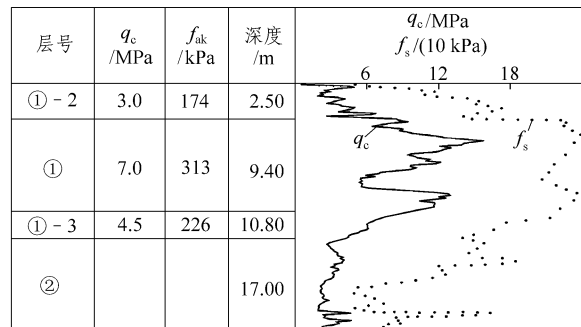 层号 qc /MPa fak /kPa 深度 /m
qc/MPa
fs/(10 kPa)
6 12 18
①-2 3.0 174 2.50
qc fs
① 7.0 313 9.40
①-3 4.5 226 10.80
② 17.00